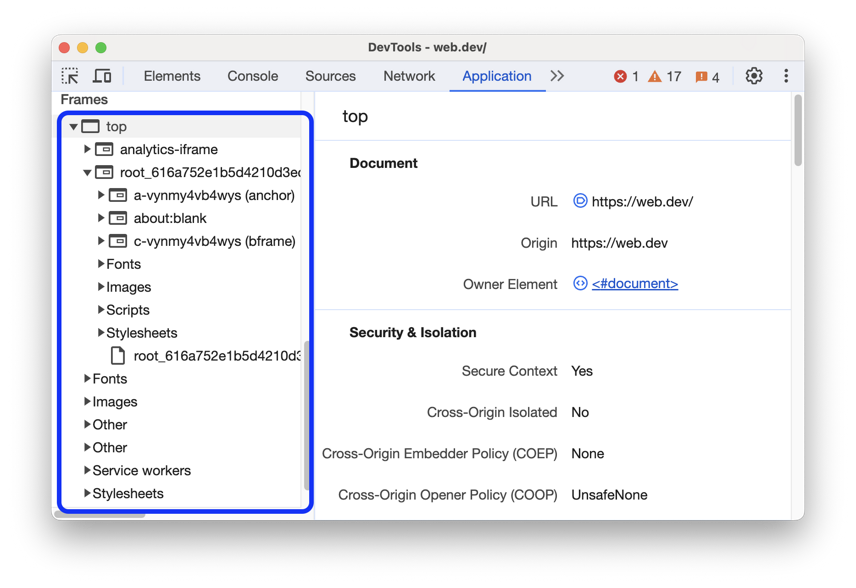 DevTools - web.dev/
Elements Console Sources Network Application 1 17 4
Frames
top
analytics-iframe
root_616a752e1b5d4210d3ec
a-vynmy4vb4wys (anchor)
about:blank
c-vynmy4vb4wys (bframe)
Fonts
Images
Scripts
Stylesheets
root_616a752e1b5d4210d3
Fonts
Images
Other
Other
Service workers
Stylesheets
top
Document
URL https://web.dev/
Origin https://web.dev
Owner Element <#document>
Security & Isolation
Secure Context Yes
Cross-Origin Isolated No
Cross-Origin Embedder Policy (COEP) None
Cross-Origin Opener Policy (COOP) UnsafeNone